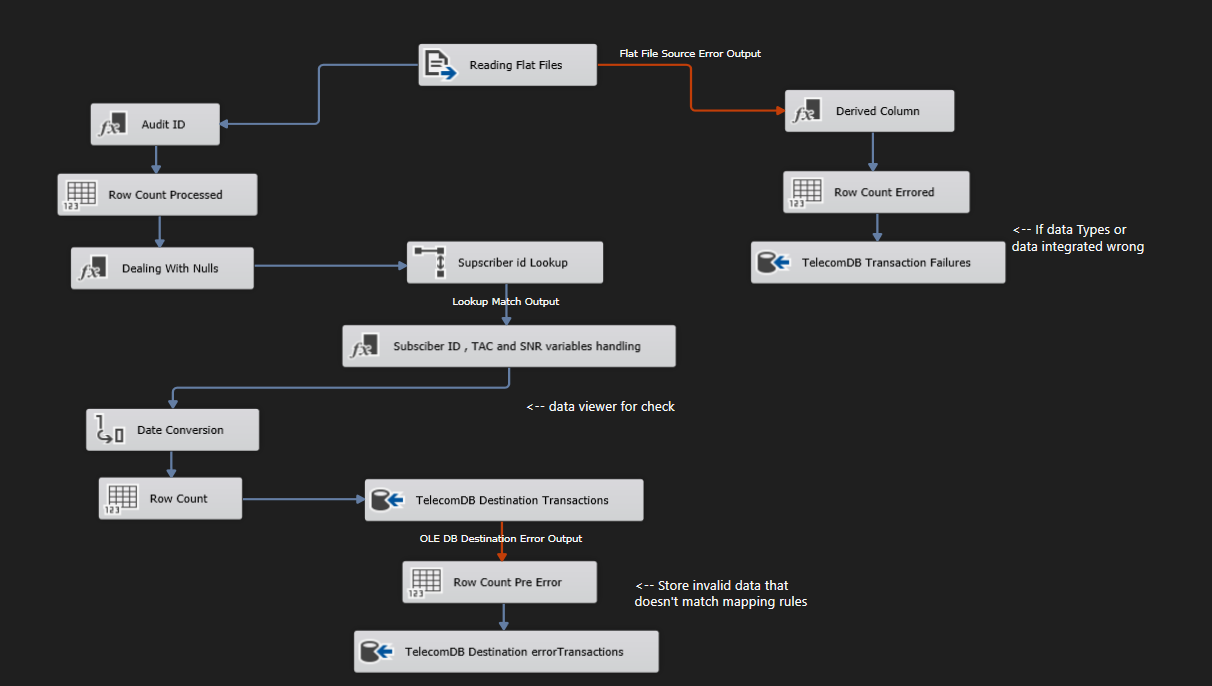 Flat File Source Error Output
Reading Flat Files
Derived Column
Audit ID
Row Count Processed
Row Count Errored
<-- If data Types or
data integrated wrong
Dealing With Nulls
Supscriber id Lookup
TelecomDB Transaction Failures
Lookup Match Output
Subsciber ID , TAC and SNR variables handling
<-- data viewer for check
Date Conversion
Row Count
TelecomDB Destination Transactions
OLE DB Destination Error Output
Row Count Pre Error
<-- Store invalid data that
doesn't match mapping rules
TelecomDB Destination errorTransactions